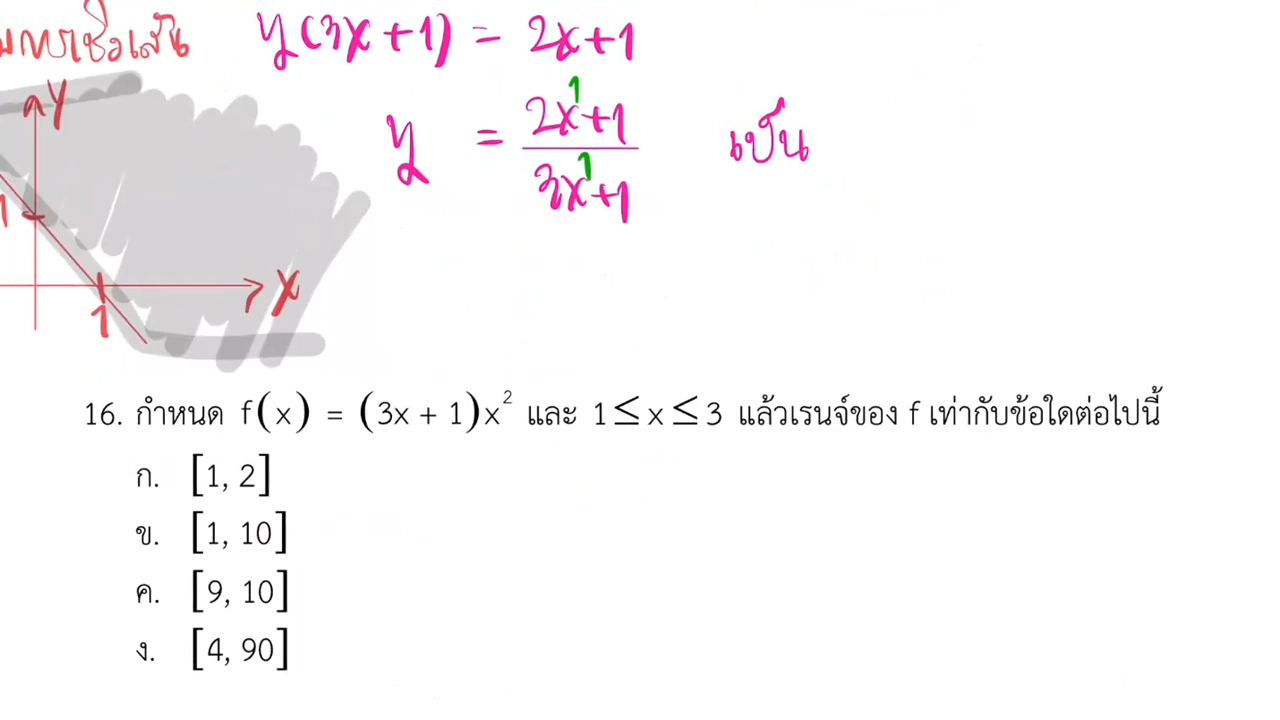 y(3x+1) = 2x+1
y = 2x¹+1 / 3x¹+1 เป็น
Y
1
X
1
16. กำหนด f(x) = (3x + 1)x² และ 1 ≤ x ≤ 3 แล้วเรนจ์ของ f เท่ากับข้อใดต่อไปนี้
ก. [1, 2]
ข. [1, 10]
ค. [9, 10]
ง. [4, 90]